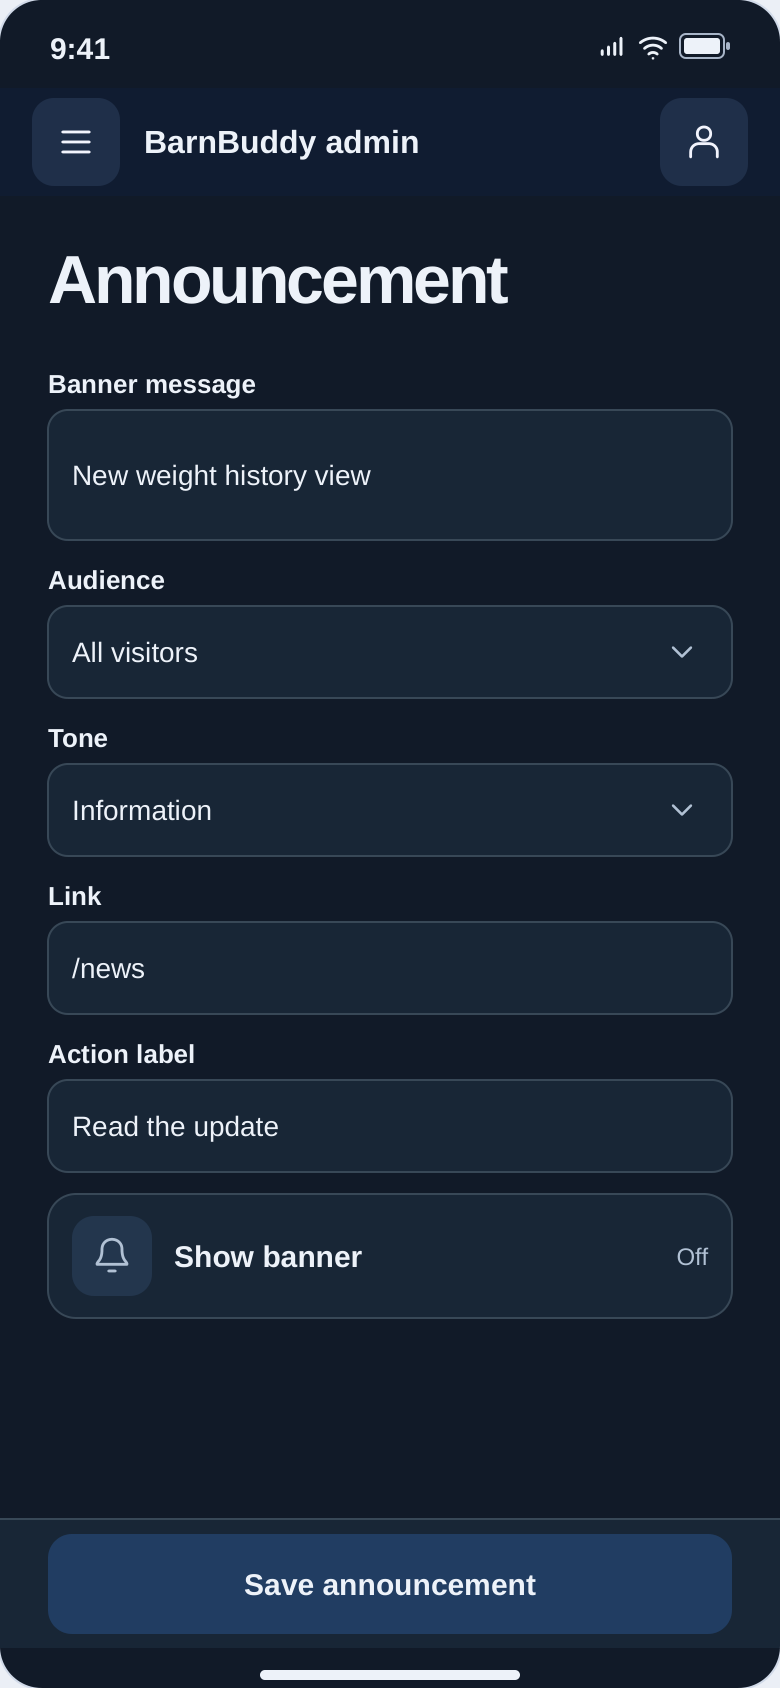 9:41
BarnBuddy admin
Announcement
Banner message
New weight history view
Audience
All visitors
Tone
Information
Link
/news
Action label
Read the update
Show banner
Off
Save announcement